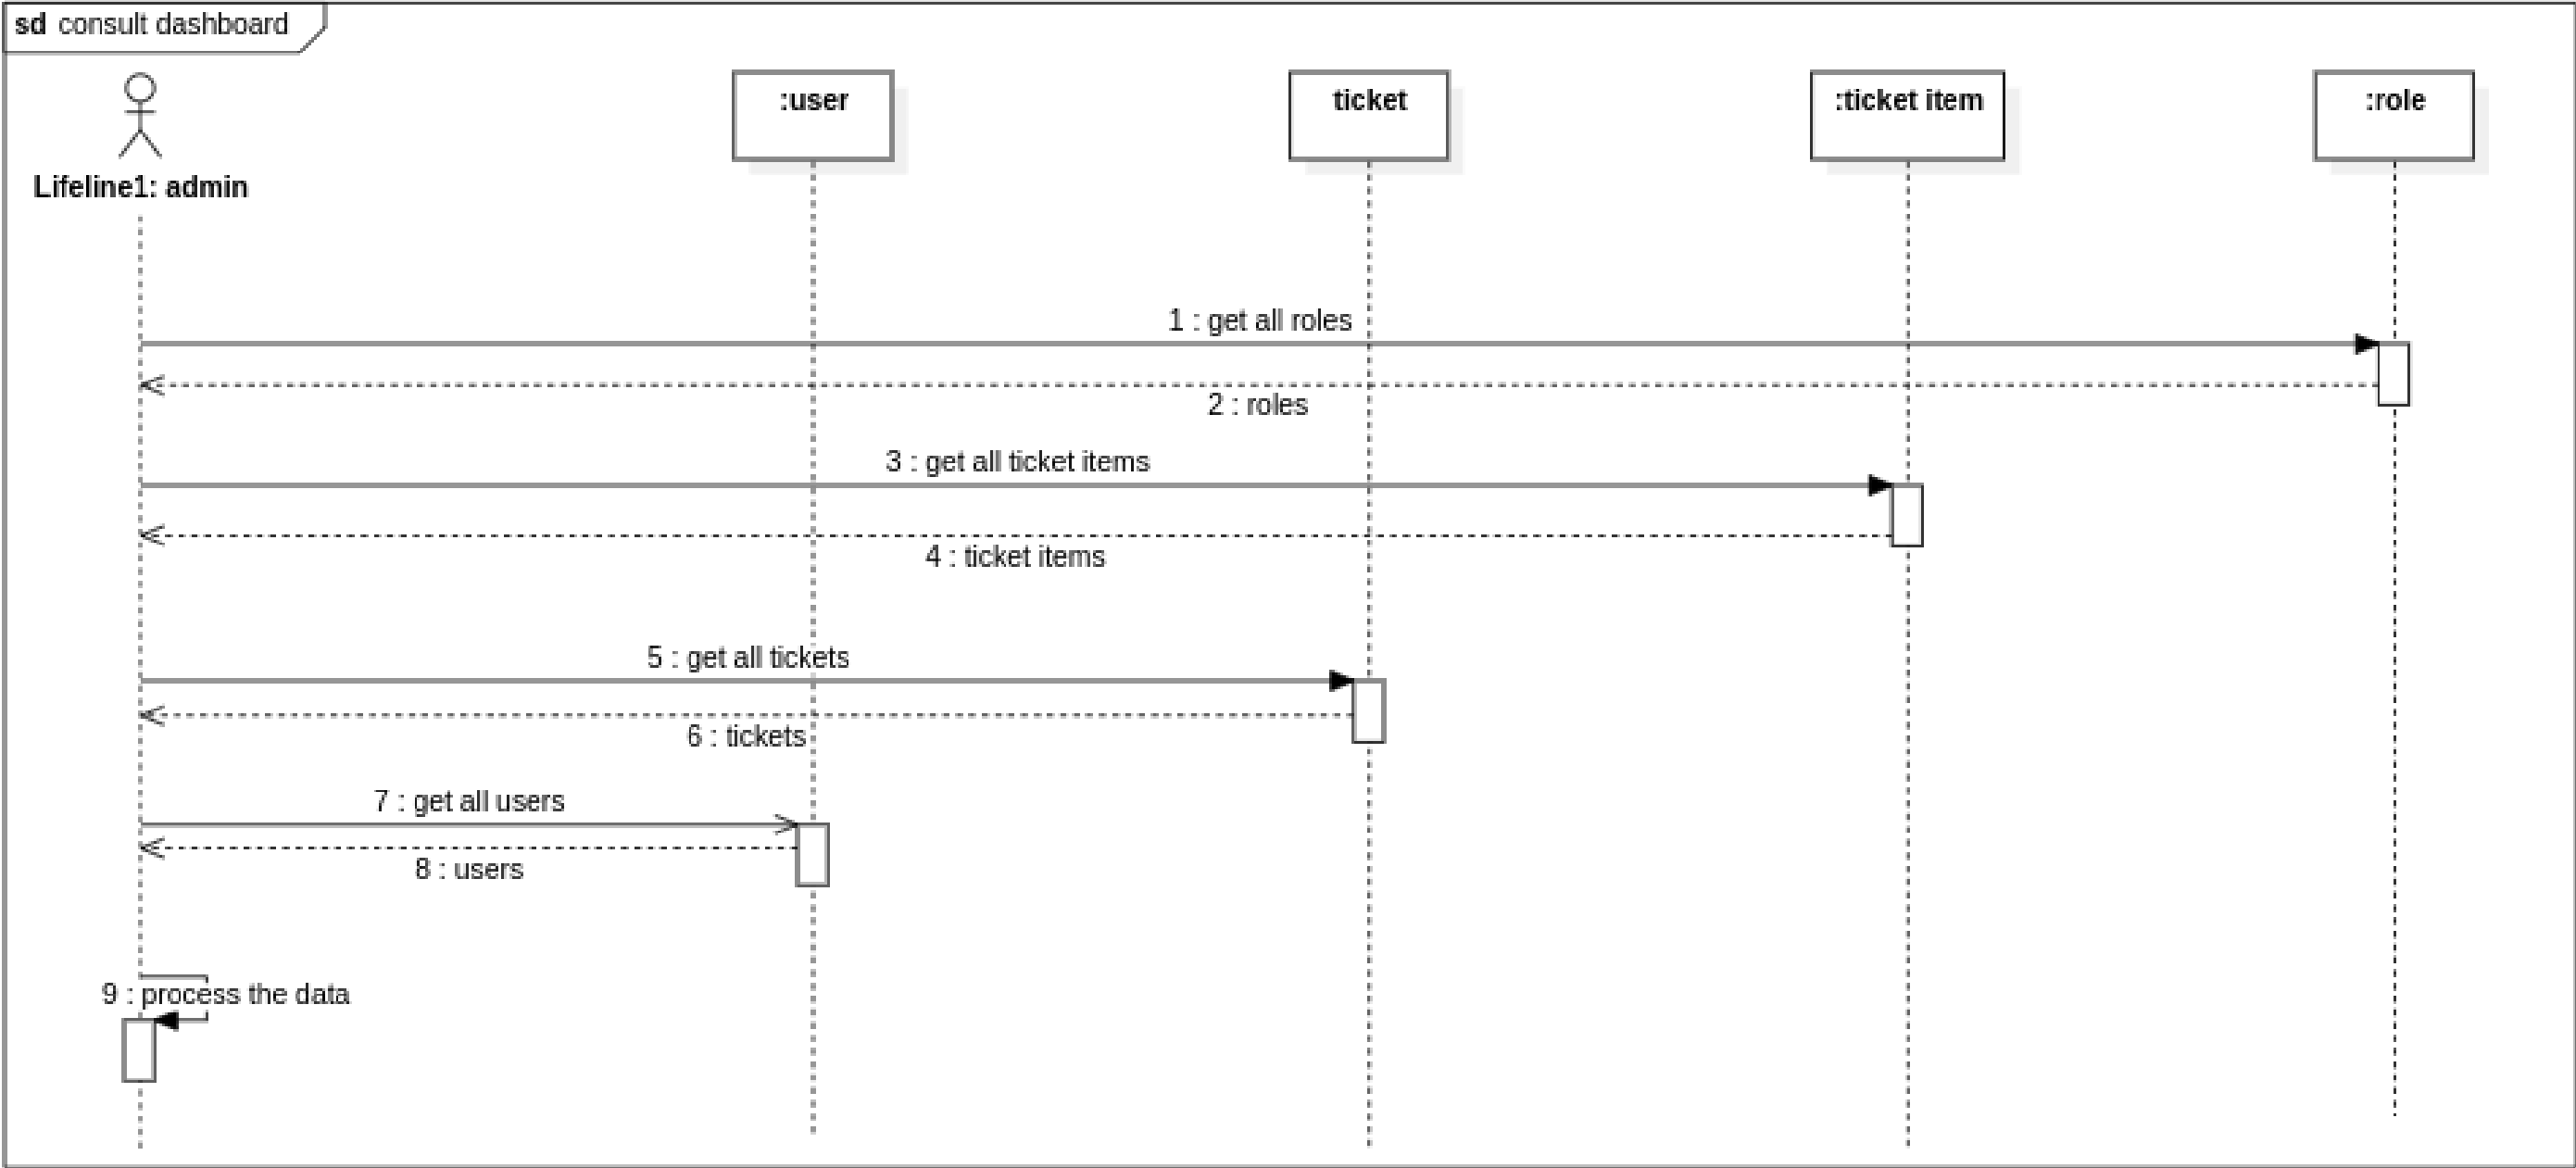 sd consult dashboard
:user
ticket
:ticket item
:role
Lifeline1: admin
1 : get all roles
2 : roles
3 : get all ticket items
4 : ticket items
5 : get all tickets
6 : tickets
7 : get all users
8 : users
9 : process the data